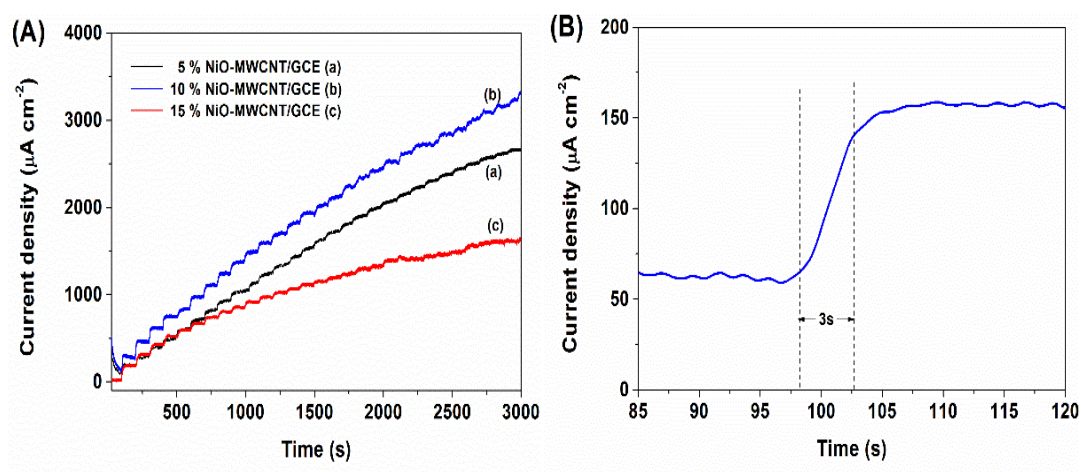 (A)
4000
3000
2000
1000
0
Current density (μA cm⁻²)
5 % NiO-MWCNT/GCE (a)
10 % NiO-MWCNT/GCE (b)
15 % NiO-MWCNT/GCE (c)
(b)
(a)
(c)
500 1000 1500 2000 2500 3000
Time (s)
(B)
200
150
100
50
0
Current density (μA cm⁻²)
3s
85 90 95 100 105 110 115 120
Time (s)